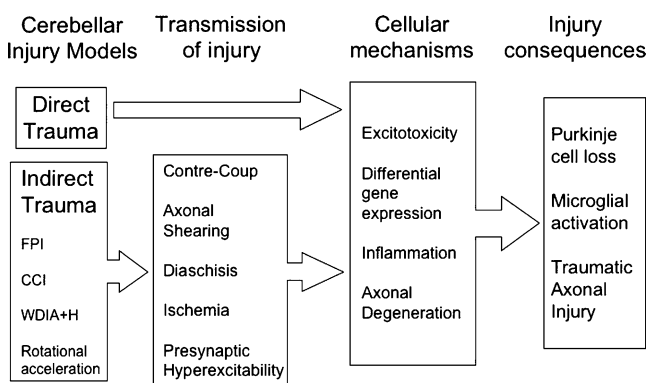 Cerebellar
Injury Models
Transmission
of injury
Cellular
mechanisms
Injury
consequences
Direct
Trauma
Indirect
Trauma
FPI
CCI
WDIA+H
Rotational
acceleration
Contre-Coup
Axonal
Shearing
Diaschisis
Ischemia
Presynaptic
Hyperexcitability
Excitotoxicity
Differential
gene
expression
Inflammation
Axonal
Degeneration
Purkinje
cell loss
Microglial
activation
Traumatic
Axonal
Injury